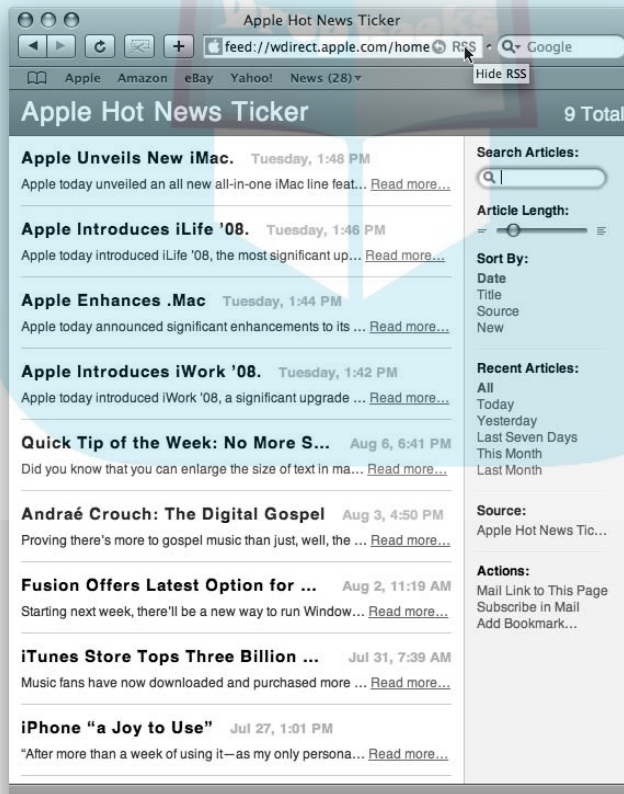 Apple Hot News Ticker
feed://wdirect.apple.com/home RSS Google
Hide RSS
Apple Amazon eBay Yahoo! News (28)
Apple Hot News Ticker 9 Total
Apple Unveils New iMac. Tuesday, 1:48 PM
Apple today unveiled an all new all-in-one iMac line feat... Read more...
Apple Introduces iLife '08. Tuesday, 1:46 PM
Apple today introduced iLife '08, the most significant up... Read more...
Apple Enhances .Mac Tuesday, 1:44 PM
Apple today announced significant enhancements to its ... Read more...
Apple Introduces iWork '08. Tuesday, 1:42 PM
Apple today introduced iWork '08, a significant upgrade ... Read more...
Quick Tip of the Week: No More S... Aug 6, 6:41 PM
Did you know that you can enlarge the size of text in ma... Read more...
Andraé Crouch: The Digital Gospel Aug 3, 4:50 PM
Proving there's more to gospel music than just, well, the ... Read more...
Fusion Offers Latest Option for ... Aug 2, 11:19 AM
Starting next week, there'll be a new way to run Window... Read more...
iTunes Store Tops Three Billion ... Jul 31, 7:39 AM
Music fans have now downloaded and purchased more ... Read more...
iPhone “a Joy to Use” Jul 27, 1:01 PM
“After more than a week of using it—as my only persona... Read more...
Search Articles:
Article Length:
Sort By:
Date
Title
Source
New
Recent Articles:
All
Today
Yesterday
Last Seven Days
This Month
Last Month
Source:
Apple Hot News Tic...
Actions:
Mail Link to This Page
Subscribe in Mail
Add Bookmark...